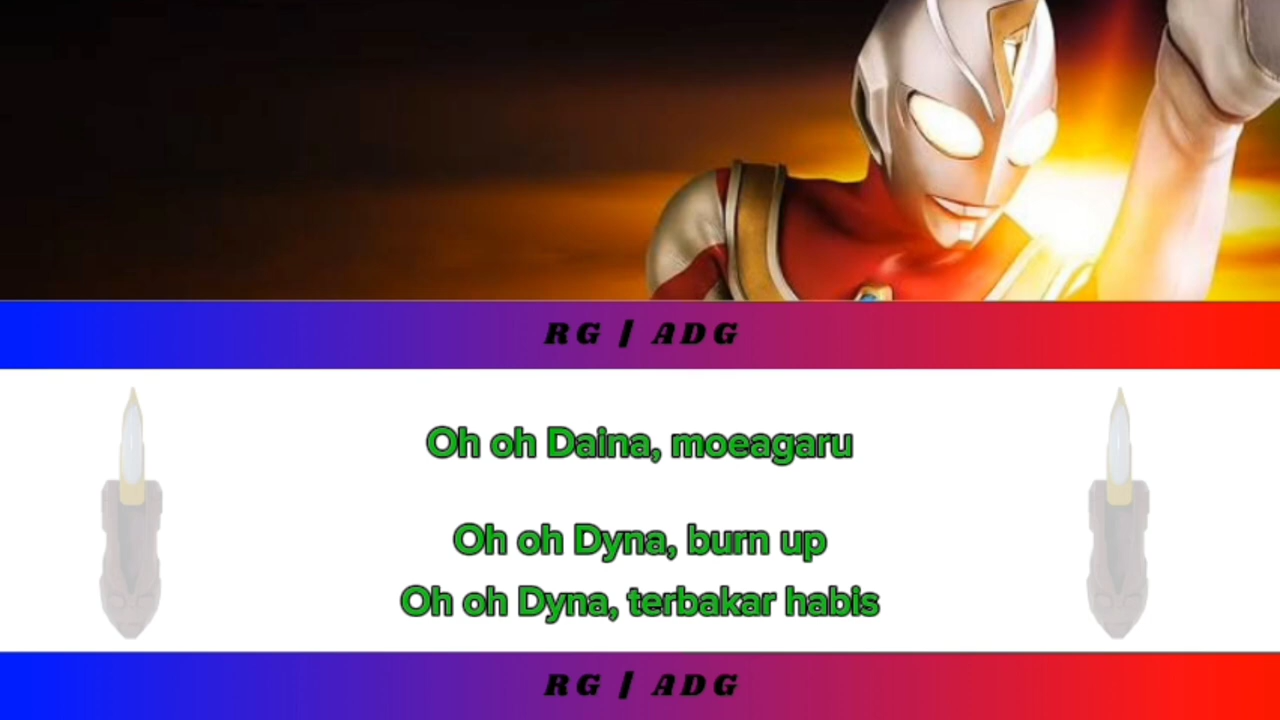 RG | ADG
Oh oh Daina, moeagaru
Oh oh Dyna, burn up
Oh oh Dyna, terbakar habis
RG | ADG